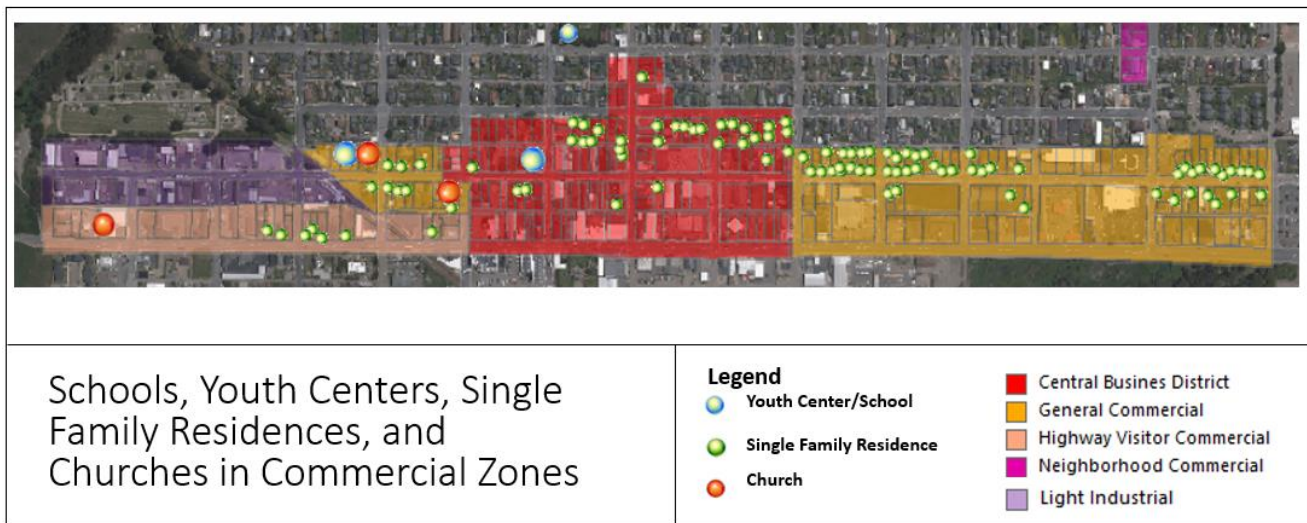 Schools, Youth Centers, Single
Family Residences, and
Churches in Commercial Zones
Legend
Youth Center/School
Single Family Residence
Church
Central Busines District
General Commercial
Highway Visitor Commercial
Neighborhood Commercial
Light Industrial